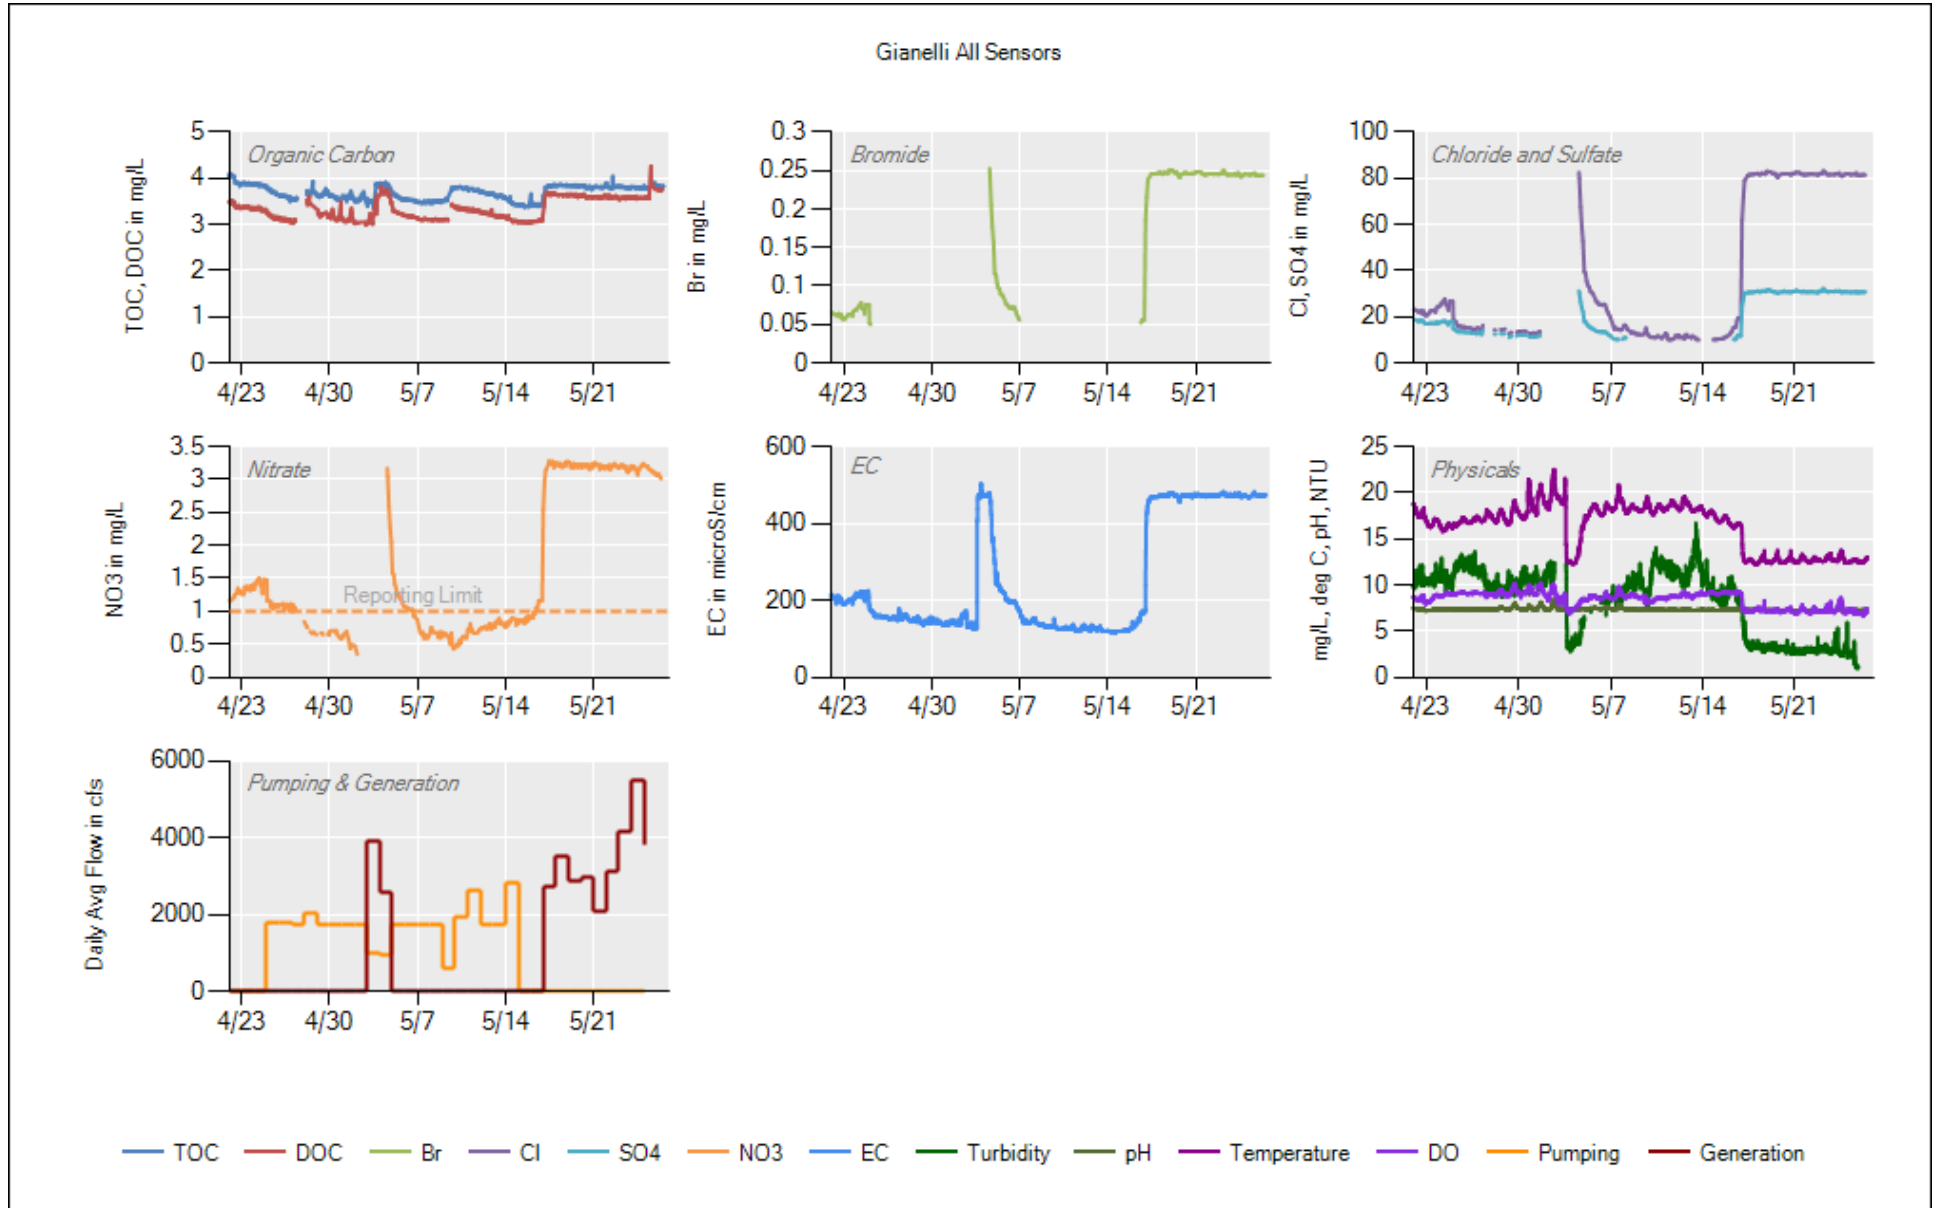 Gianelli All Sensors
TOC, DOC in mg/L
Organic Carbon
5
4
3
2
1
0
4/23 4/30 5/7 5/14 5/21
Br in mg/L
Bromide
0.3
0.25
0.2
0.15
0.1
0.05
0
4/23 4/30 5/7 5/14 5/21
Cl, SO4 in mg/L
Chloride and Sulfate
100
80
60
40
20
0
4/23 4/30 5/7 5/14 5/21
NO3 in mg/L
Nitrate
3.5
3
2.5
2
1.5
1
0.5
0
Reporting Limit
4/23 4/30 5/7 5/14 5/21
EC in microS/cm
EC
600
400
200
0
4/23 4/30 5/7 5/14 5/21
mg/L, deg C, pH, NTU
Physicals
25
20
15
10
5
0
4/23 4/30 5/7 5/14 5/21
Daily Avg Flow in cfs
Pumping & Generation
6000
4000
2000
0
4/23 4/30 5/7 5/14 5/21
TOC DOC Br Cl SO4 NO3 EC Turbidity pH Temperature DO Pumping Generation